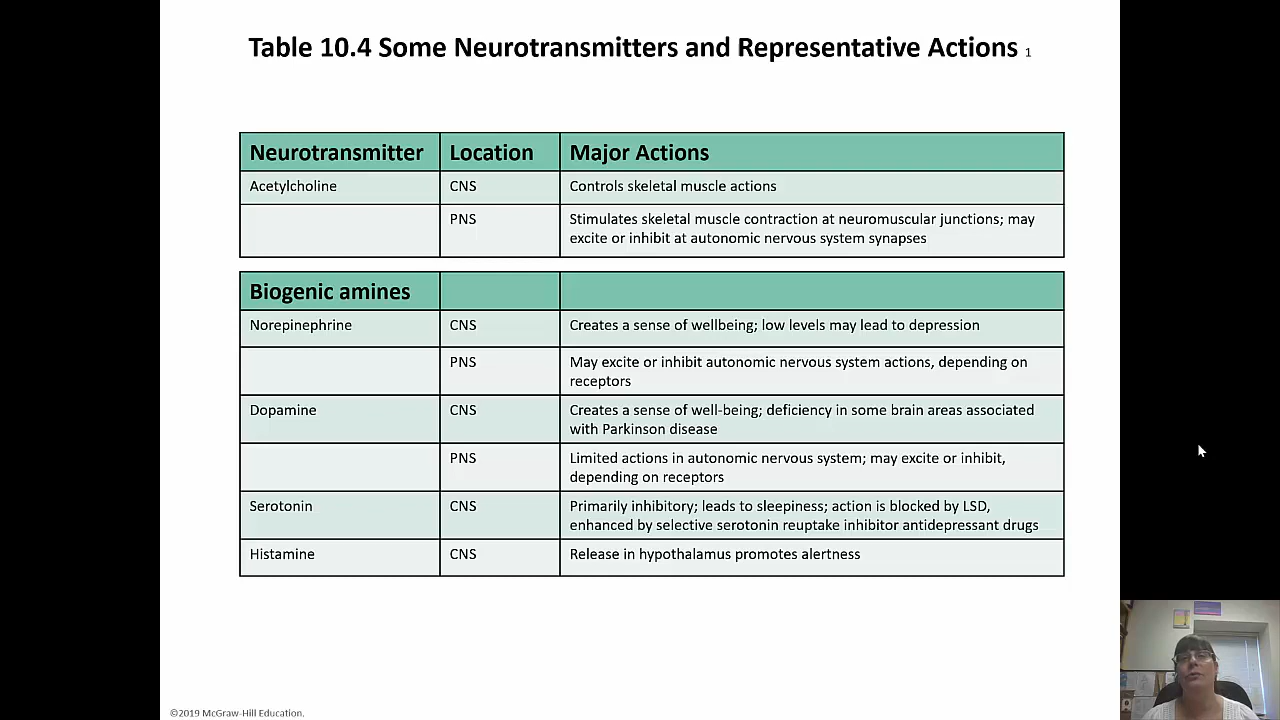 Table 10.4 Some Neurotransmitters and Representative Actions 1
Neurotransmitter Location Major Actions
Acetylcholine CNS Controls skeletal muscle actions
PNS Stimulates skeletal muscle contraction at neuromuscular junctions; may
excite or inhibit at autonomic nervous system synapses
Biogenic amines
Norepinephrine CNS Creates a sense of wellbeing; low levels may lead to depression
PNS May excite or inhibit autonomic nervous system actions, depending on
receptors
Dopamine CNS Creates a sense of well-being; deficiency in some brain areas associated
with Parkinson disease
PNS Limited actions in autonomic nervous system; may excite or inhibit,
depending on receptors
Serotonin CNS Primarily inhibitory; leads to sleepiness; action is blocked by LSD,
enhanced by selective serotonin reuptake inhibitor antidepressant drugs
Histamine CNS Release in hypothalamus promotes alertness
©2019 McGraw-Hill Education.